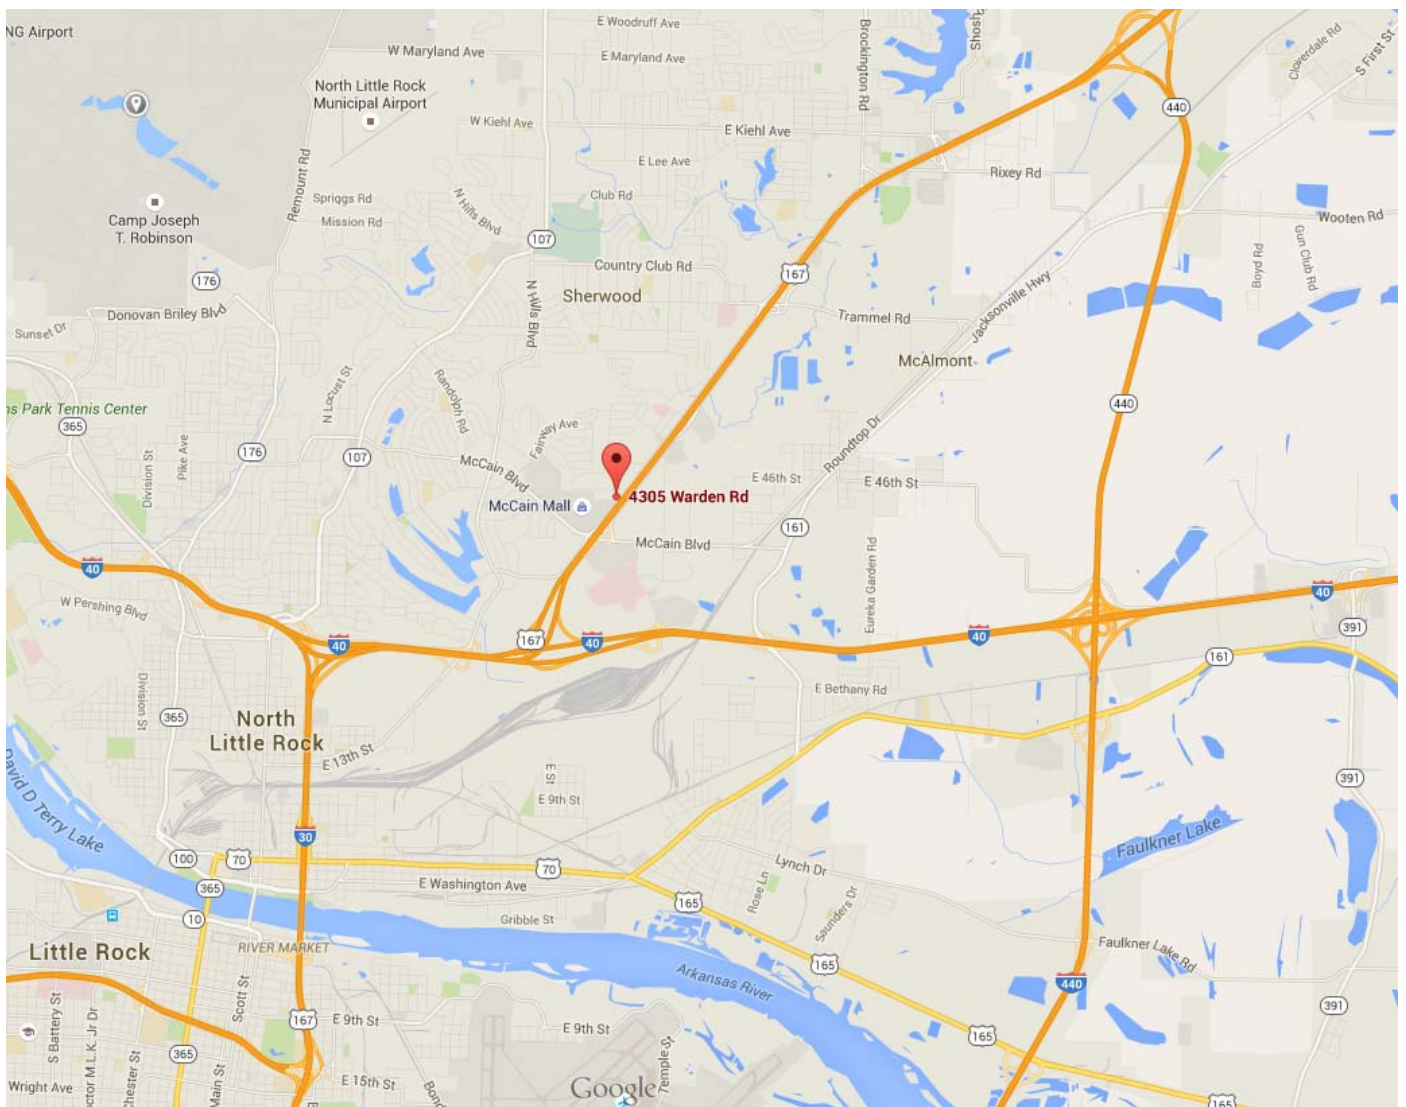 NG Airport
E Woodruff Ave
W Maryland Ave
E Maryland Ave
Brockington Rd
Cloverdale Rd
S First St
North Little Rock
Municipal Airport
440
W Kiehl Ave
E Kiehl Ave
E Lee Ave
Rixey Rd
Remount Rd
Spriggs Rd
Mission Rd
N Hills Blvd
Club Rd
Camp Joseph
T. Robinson
107
Wooten Rd
Boyd Rd
Gun Club Rd
176
Country Club Rd
167
Sherwood
N Hills Blvd
Jacksonville Hwy
Donovan Briley Blvd
Sunset Dr
Trammel Rd
McAlmont
N Locust St
Randolph Rd
ns Park Tennis Center
365
440
Fairway Ave
Roundtop Dr
Division St
Pike Ave
176
107
McCain Blvd
E 46th St
E 46th St
McCain Mall
4305 Warden Rd
161
McCain Blvd
Eureka Garden Rd
40
40
W Pershing Blvd
40
167
40
40
391
161
Division St
E Bethany Rd
365
North
Little Rock
E 13th St
E St
E 9th St
391
David D Terry Lake
30
Faulkner Lake
100
70
70
Lynch Dr
365
E Washington Ave
165
Rose Ln
Saunders Dr
10
Gribble St
Little Rock
RIVER MARKET
Faulkner Lake Rd
165
Arkansas River
440
Scott St
391
S Battery St
167
E 9th St
E 9th St
165
365
Temple St
Main St
Wright Ave
E 15th St
Google
165